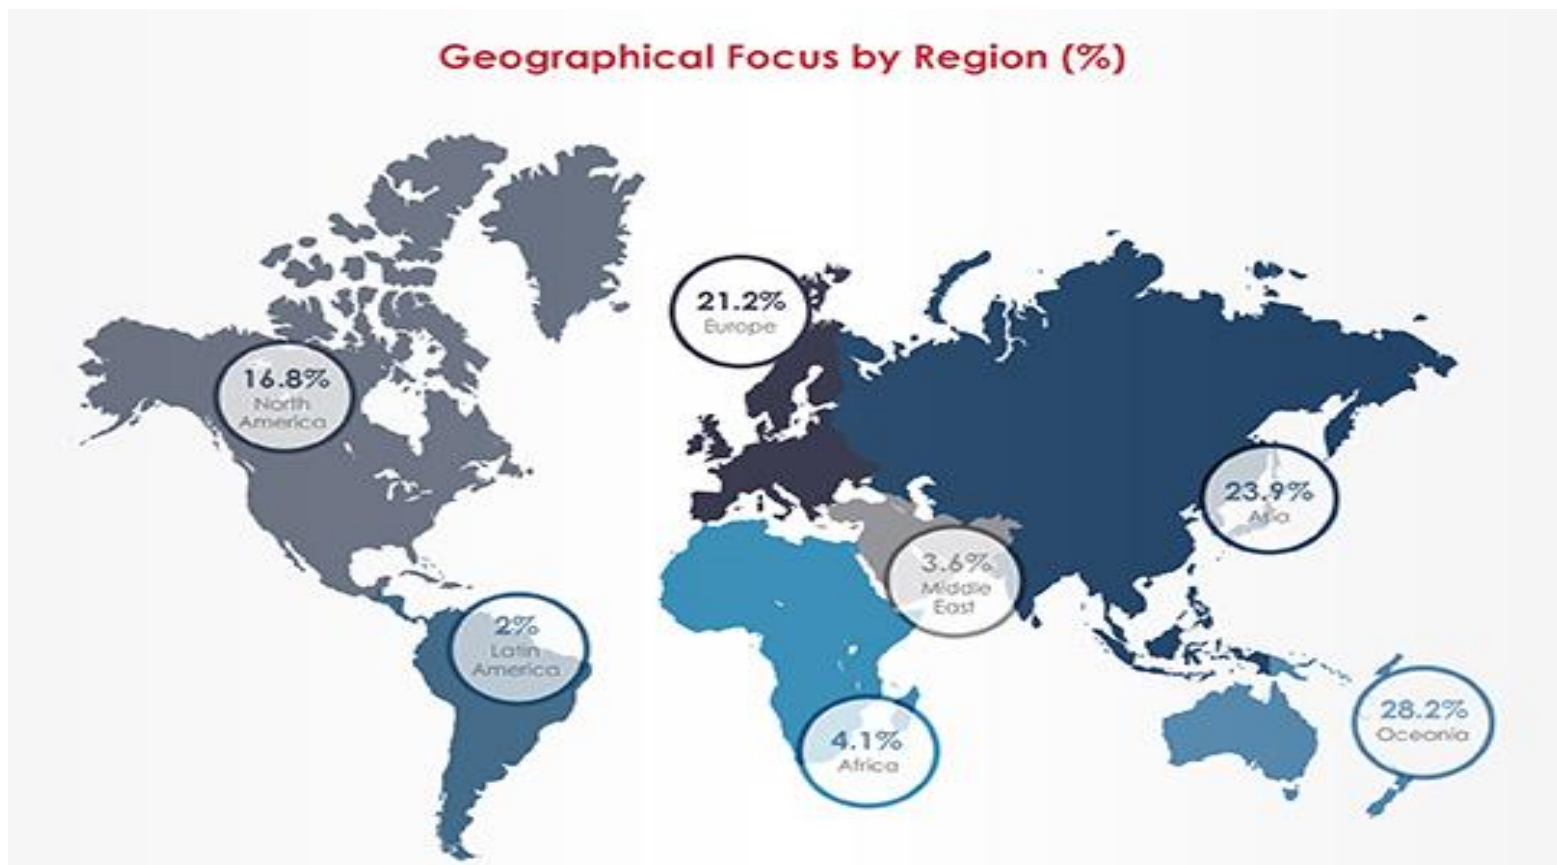 Geographical Focus by Region (%)
21.2%
Europe
16.8%
North
America
23.9%
Asia
3.6%
Middle
East
2%
Latin
America
28.2%
Oceania
4.1%
Africa